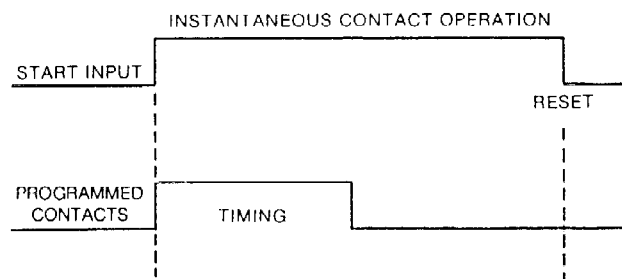 INSTANTANEOUS CONTACT OPERATION
START INPUT
RESET
PROGRAMMED
CONTACTS
TIMING